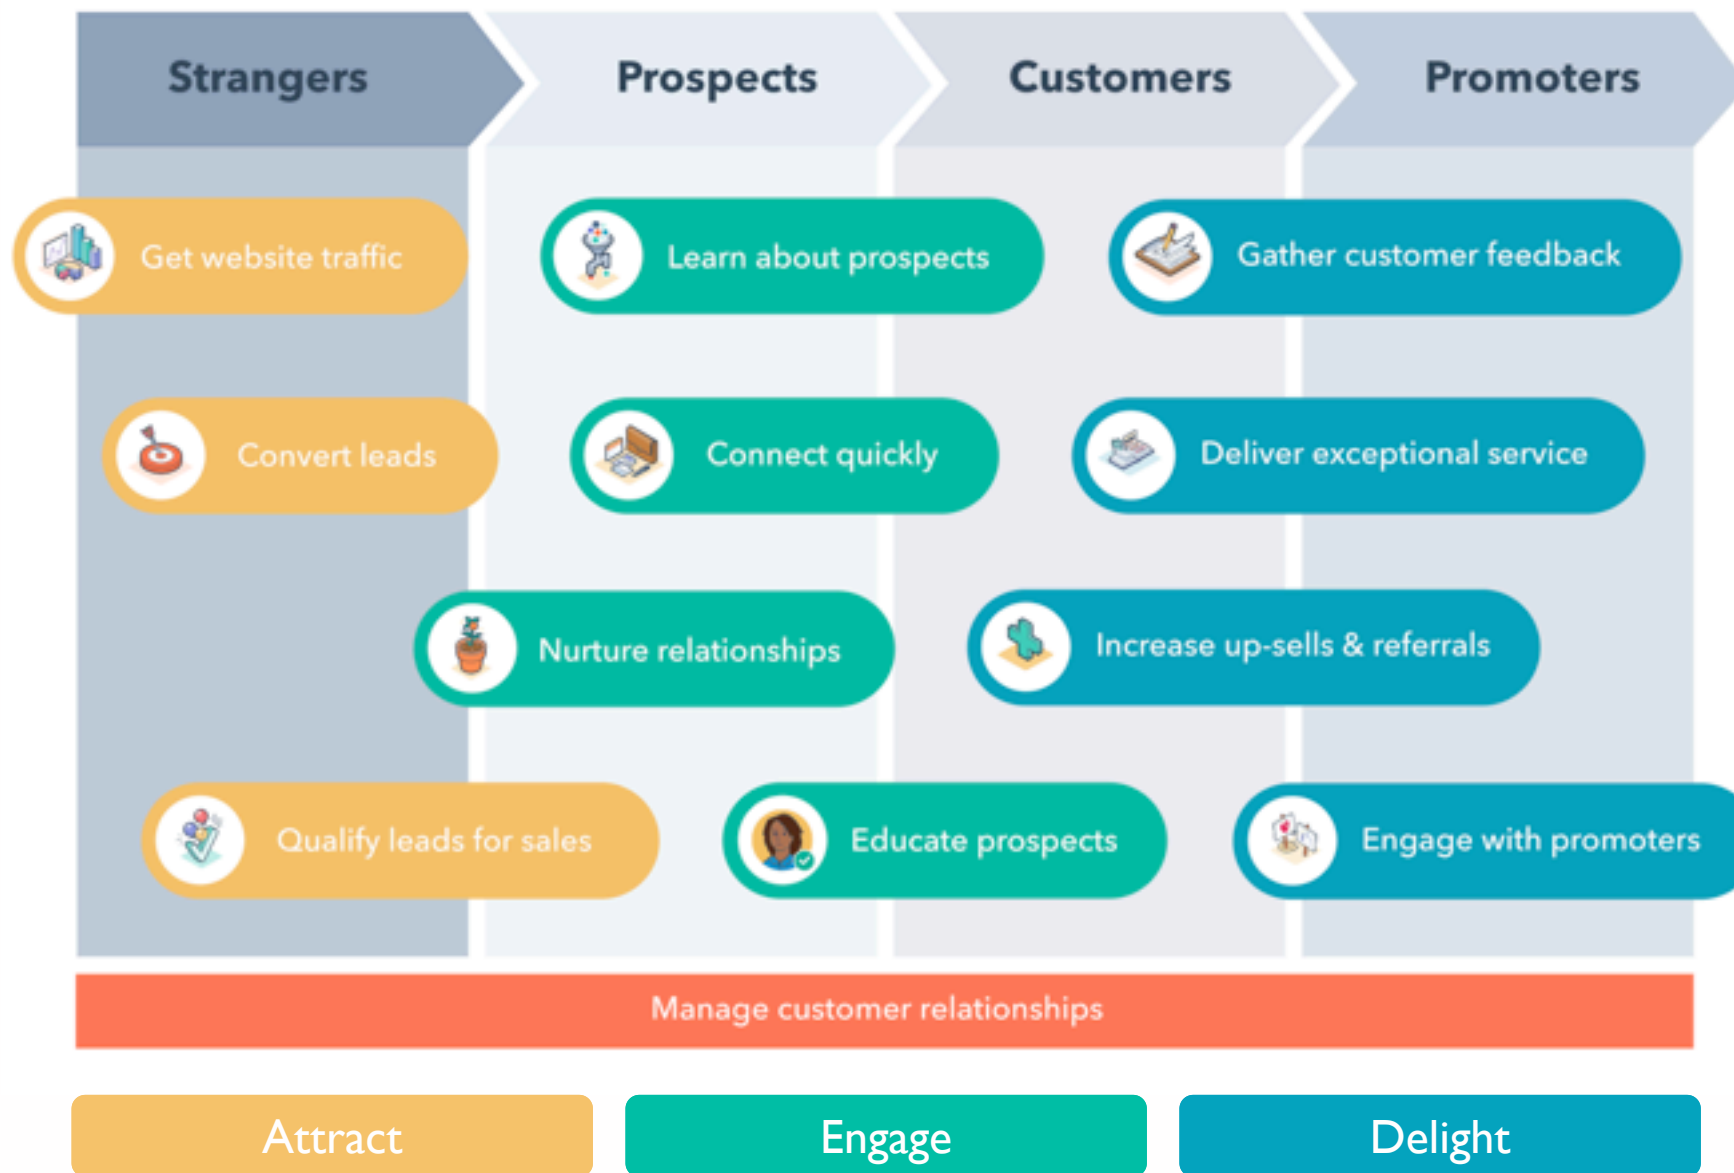 Strangers
Prospects
Customers
Promoters
Get website traffic
Learn about prospects
Gather customer feedback
Convert leads
Connect quickly
Deliver exceptional service
Nurture relationships
Increase up-sells & referrals
Qualify leads for sales
Educate prospects
Engage with promoters
Manage customer relationships
Attract
Engage
Delight